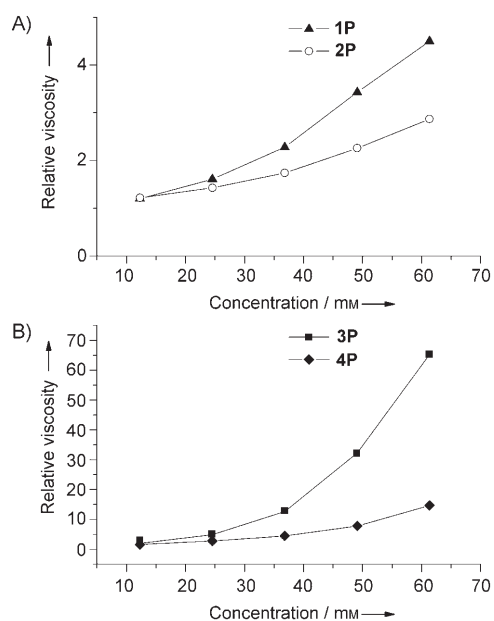 A)
1P
2P
Relative viscosity
4
2
0
10 20 30 40 50 60 70
Concentration / mM
B)
3P
4P
Relative viscosity
70
60
50
40
30
20
10
0
10 20 30 40 50 60 70
Concentration / mM